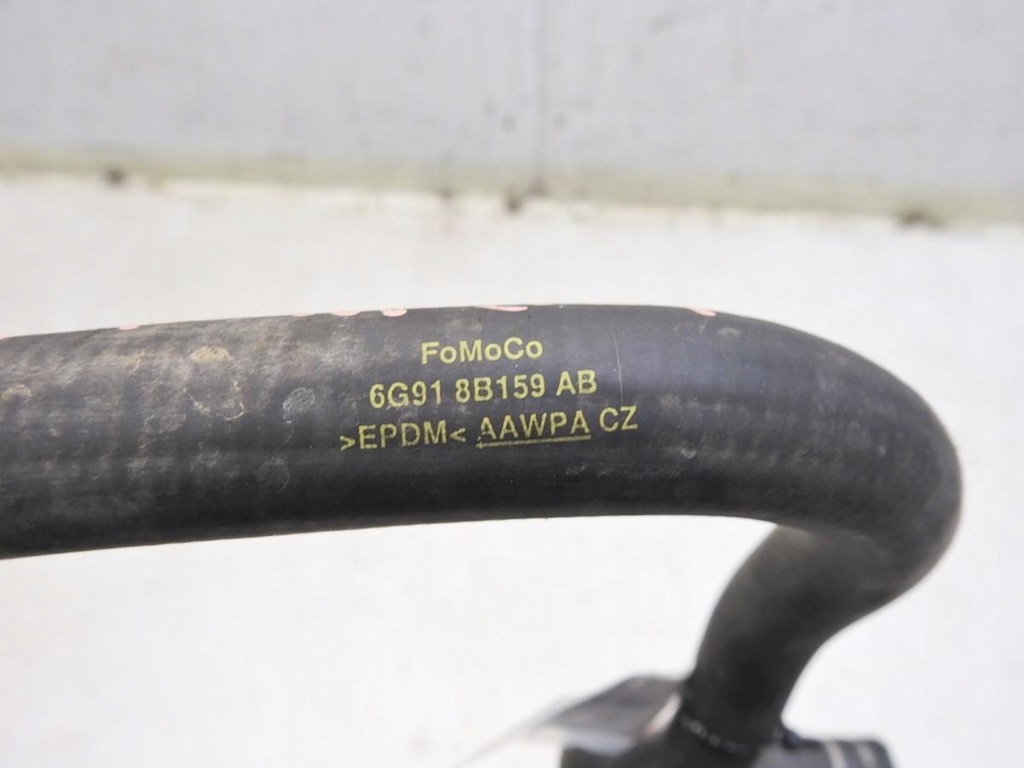 FoMoCo
6G91 8B159 AB
>EPDM< AAWPA CZ